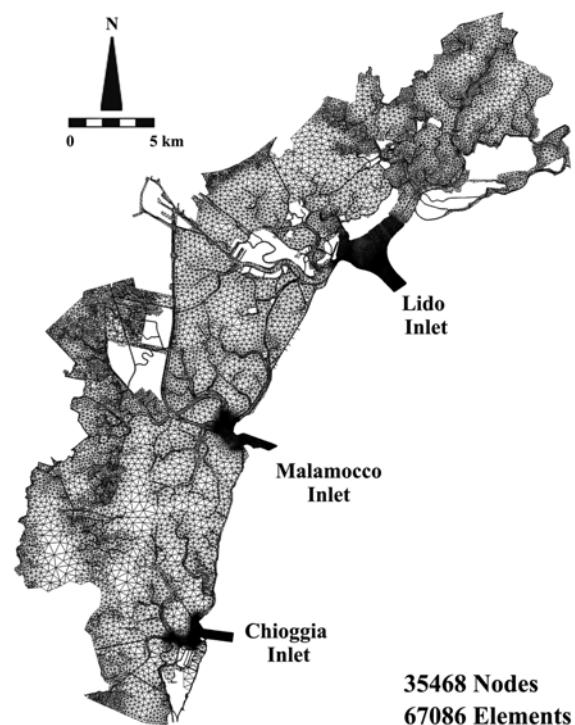 N
0 5 km
Lido
Inlet
Malamocco
Inlet
Chioggia
Inlet
35468 Nodes
67086 Elements